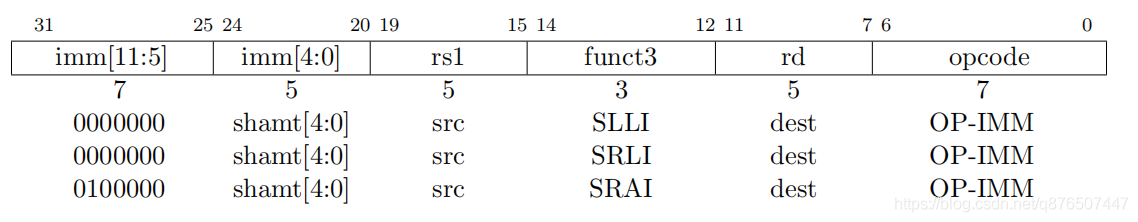 31 25 24 20 19 15 14 12 11 7 6 0
imm[11:5] imm[4:0] rs1 funct3 rd opcode
7 5 5 3 5 7
0000000 shamt[4:0] src SLLI dest OP-IMM
0000000 shamt[4:0] src SRLI dest OP-IMM
0100000 shamt[4:0] src SRAI dest OP-IMM
https://blog.csdn.net/q876507447